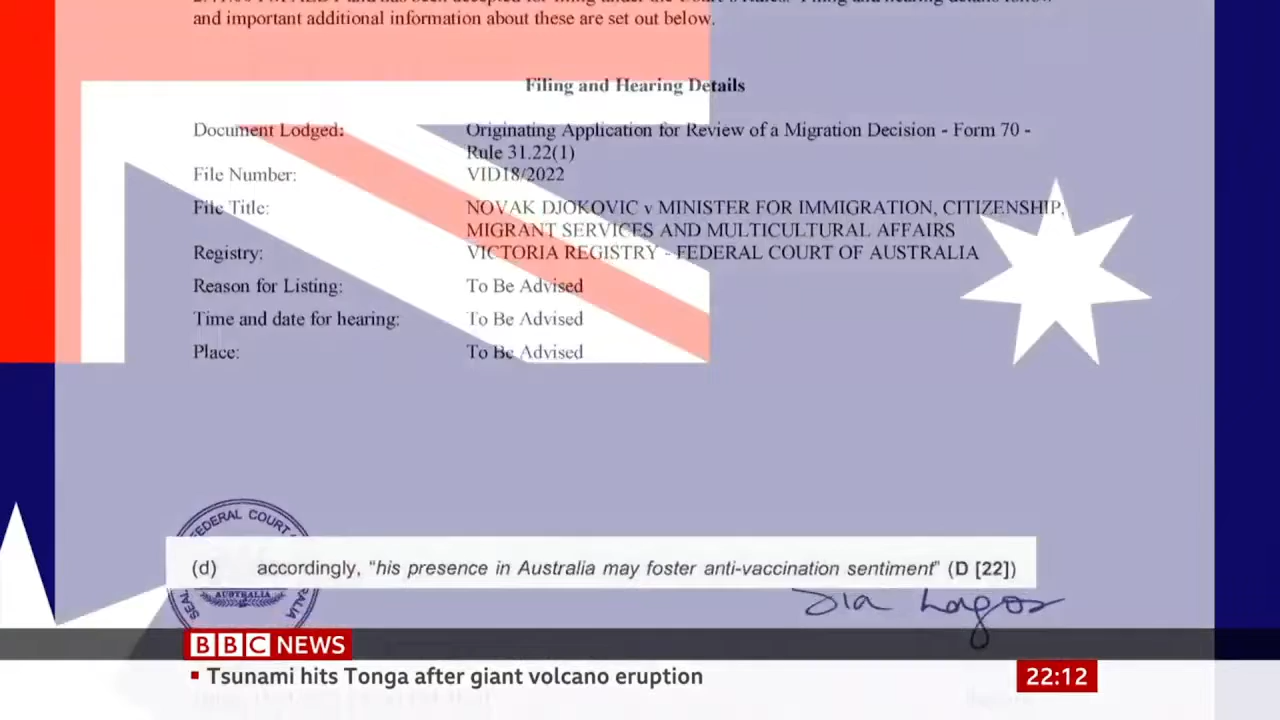 and important additional information about these are set out below.
Filing and Hearing Details
Document Lodged: Originating Application for Review of a Migration Decision - Form 70 -
Rule 31.22(1)
File Number: VID18/2022
File Title: NOVAK DJOKOVIC v MINISTER FOR IMMIGRATION, CITIZENSHIP,
MIGRANT SERVICES AND MULTICULTURAL AFFAIRS
Registry: VICTORIA REGISTRY - FEDERAL COURT OF AUSTRALIA
Reason for Listing: To Be Advised
Time and date for hearing: To Be Advised
Place: To Be Advised
FEDERAL COURT
(d) accordingly, “his presence in Australia may foster anti-vaccination sentiment” (D [22])
SEAL AUSTRALIA
Sia Lagos
BBC NEWS
Tsunami hits Tonga after giant volcano eruption
22:12